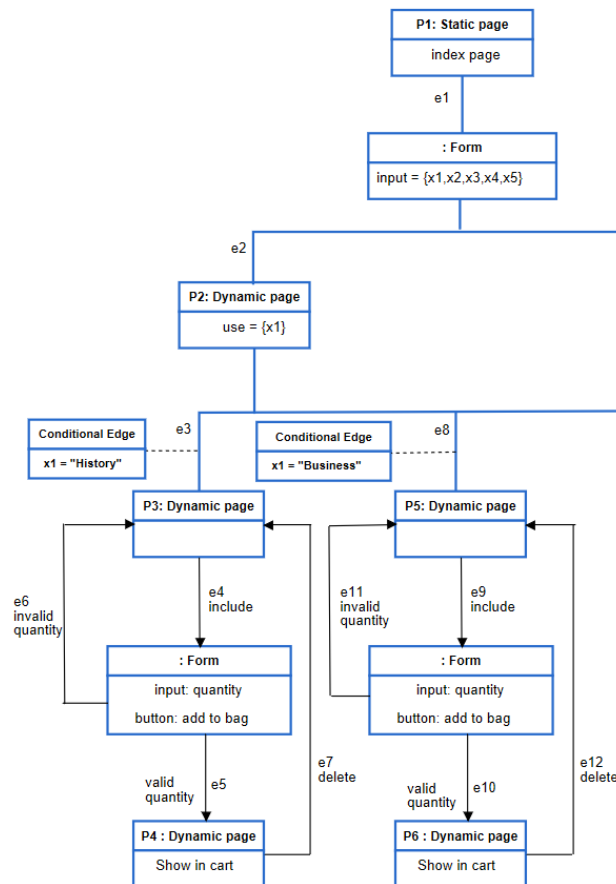 P1: Static page
index page
e1
: Form
input = {x1,x2,x3,x4,x5}
e2
P2: Dynamic page
use = {x1}
Conditional Edge
x1 = "History"
e3
Conditional Edge
x1 = "Business"
e8
P3: Dynamic page
P5: Dynamic page
e6
invalid
quantity
e4
include
e11
invalid
quantity
e9
include
: Form
input: quantity
button: add to bag
: Form
input: quantity
button: add to bag
valid
quantity
e5
e7
delete
valid
quantity
e10
e12
delete
P4 : Dynamic page
Show in cart
P6 : Dynamic page
Show in cart